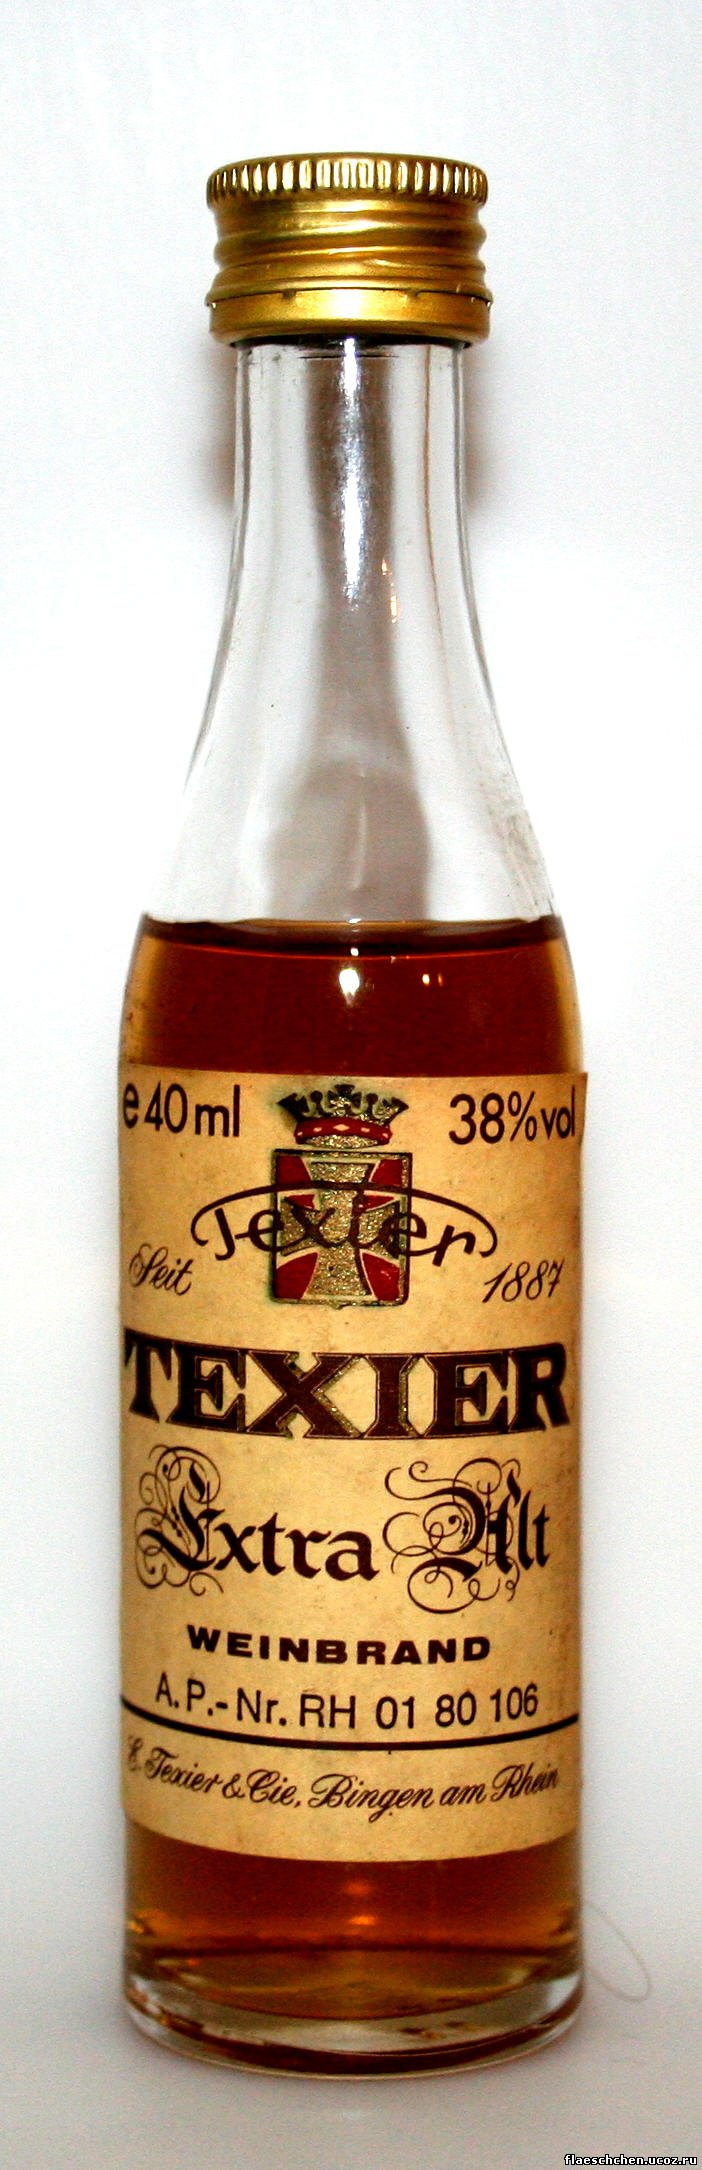 e 40 ml 38% vol
Texier
Seit 1887
TEXIER
Extra Alt
WEINBRAND
A.P.-Nr. RH 01 80 106
E. Texier & Cie, Bingen am Rhein
flaeschchen.ucoz.ru